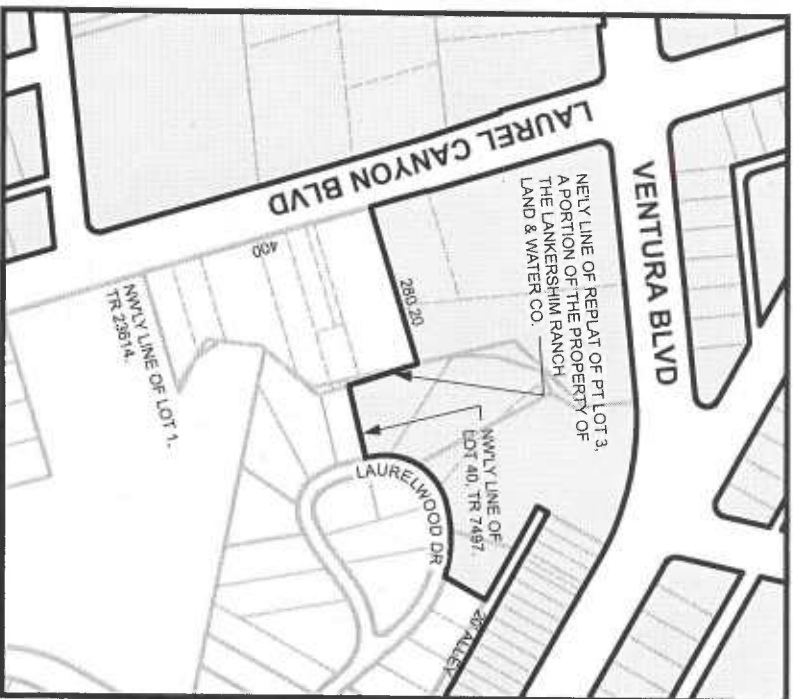 LAUREL CANYON BLVD
VENTURA BLVD
NE'LY LINE OF REPLAT OF PT LOT 3,
A PORTION OF THE PROPERTY OF
THE LANKERSHIM RANCH
LAND & WATER CO.
280.20
400
NW'LY LINE OF LOT 1,
TR 23614.
NW'LY LINE OF
LOT 40, TR 7497.
LAURELWOOD DR
20' ALLEY